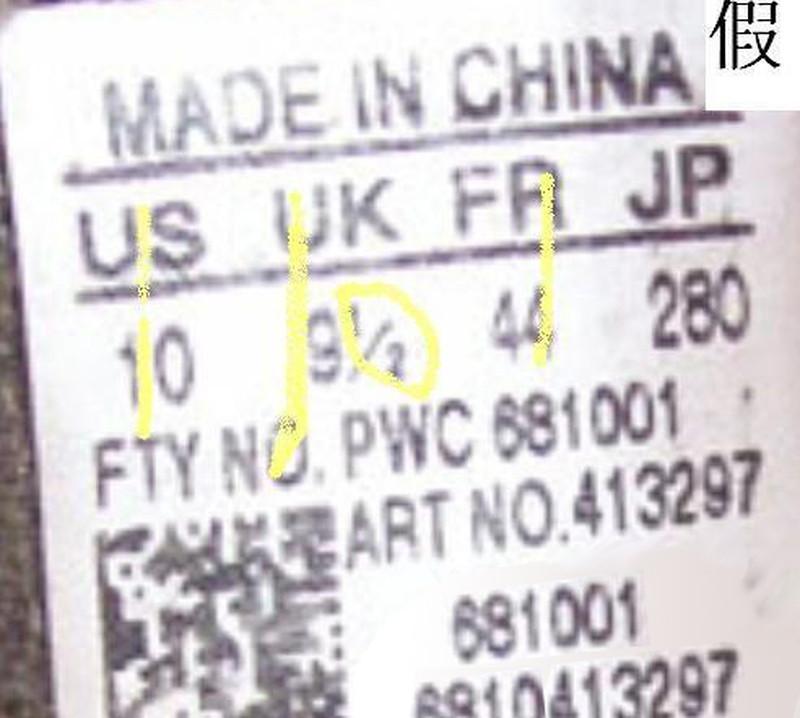 假
MADE IN CHINA
US UK FR JP
10 9½ 44 280
FTY NO. PWC 681001
ART NO.413297
681001
6810413297